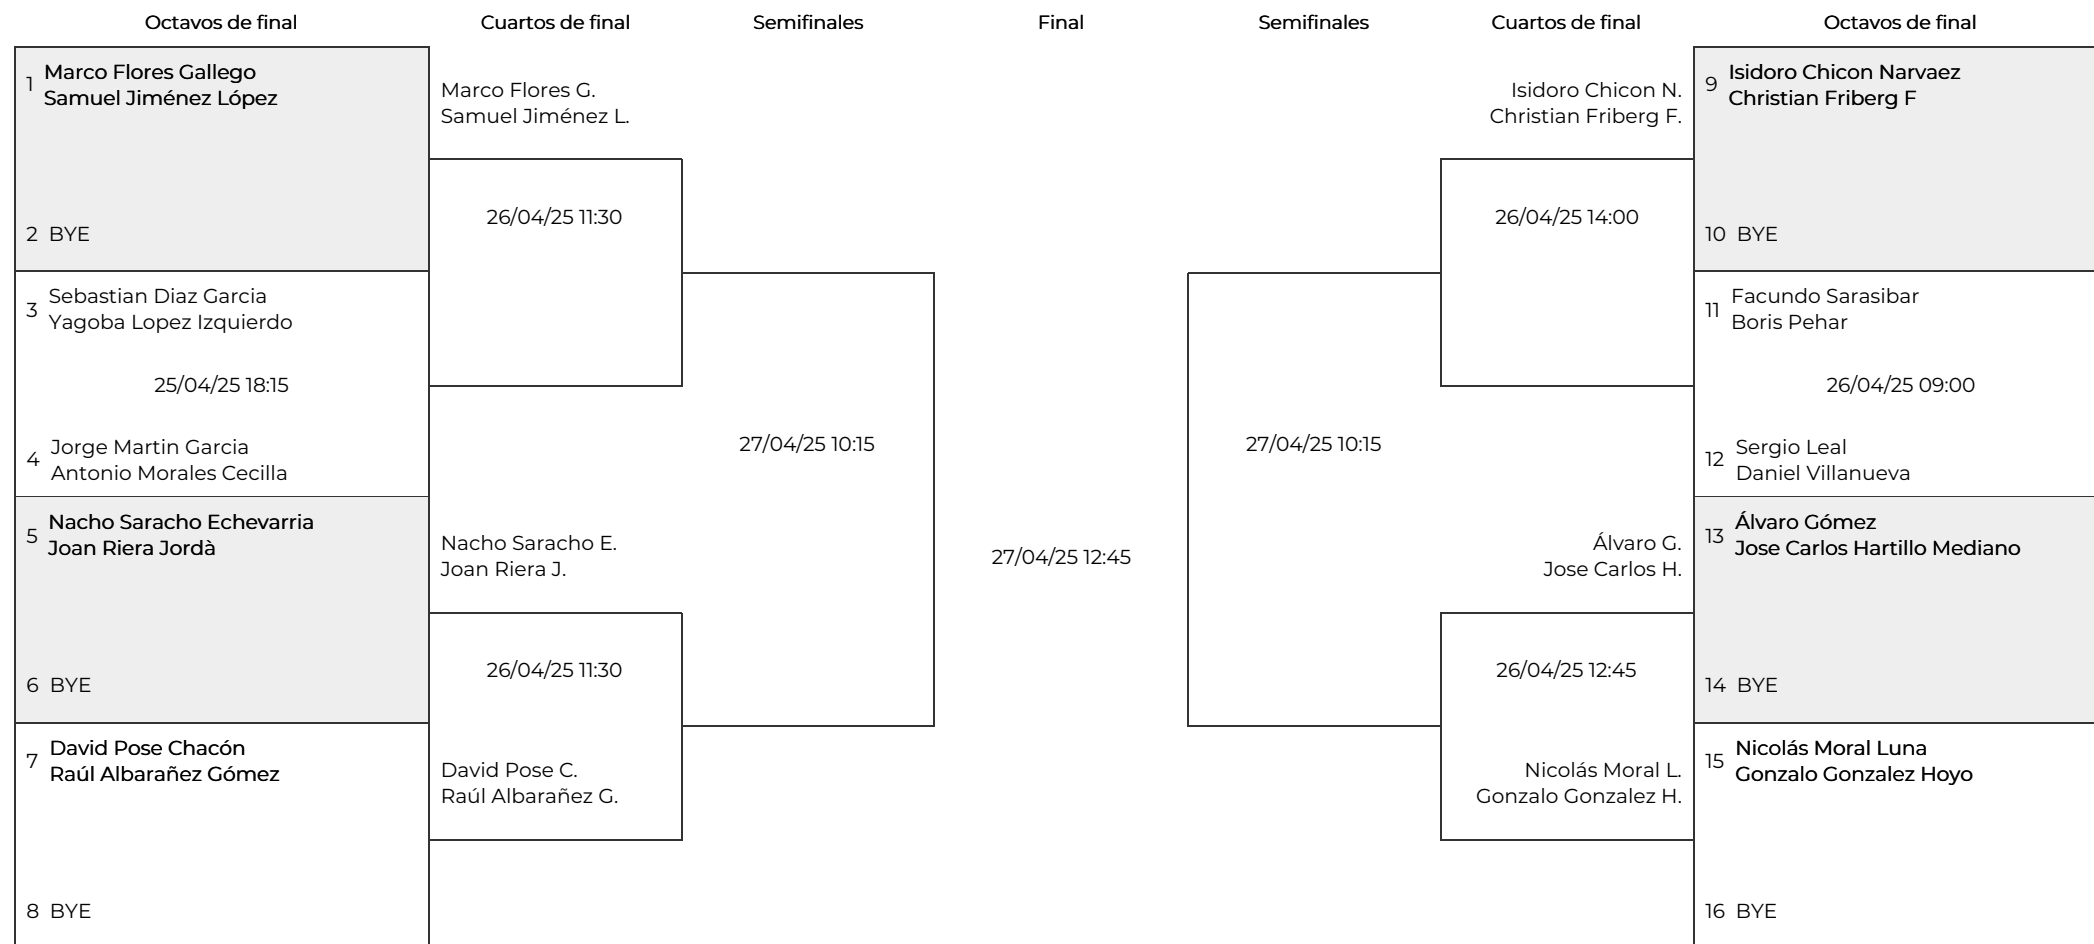 Octavos de final
Cuartos de final
Semifinales
Final
Semifinales
Cuartos de final
Octavos de final
1 Marco Flores Gallego
Samuel Jiménez López
2 BYE
3 Sebastian Diaz Garcia
Yagoba Lopez Izquierdo
25/04/25 18:15
4 Jorge Martin Garcia
Antonio Morales Cecilla
5 Nacho Saracho Echevarria
Joan Riera Jordà
6 BYE
7 David Pose Chacón
Raúl Albarañez Gómez
8 BYE
Marco Flores G.
Samuel Jiménez L.
26/04/25 11:30
Nacho Saracho E.
Joan Riera J.
26/04/25 11:30
David Pose C.
Raúl Albarañez G.
27/04/25 10:15
27/04/25 12:45
27/04/25 10:15
Isidoro Chicon N.
Christian Friberg F.
26/04/25 14:00
Álvaro G.
Jose Carlos H.
26/04/25 12:45
Nicolás Moral L.
Gonzalo Gonzalez H.
9 Isidoro Chicon Narvaez
Christian Friberg F
10 BYE
11 Facundo Sarasibar
Boris Pehar
26/04/25 09:00
12 Sergio Leal
Daniel Villanueva
13 Álvaro Gómez
Jose Carlos Hartillo Mediano
14 BYE
15 Nicolás Moral Luna
Gonzalo Gonzalez Hoyo
16 BYE